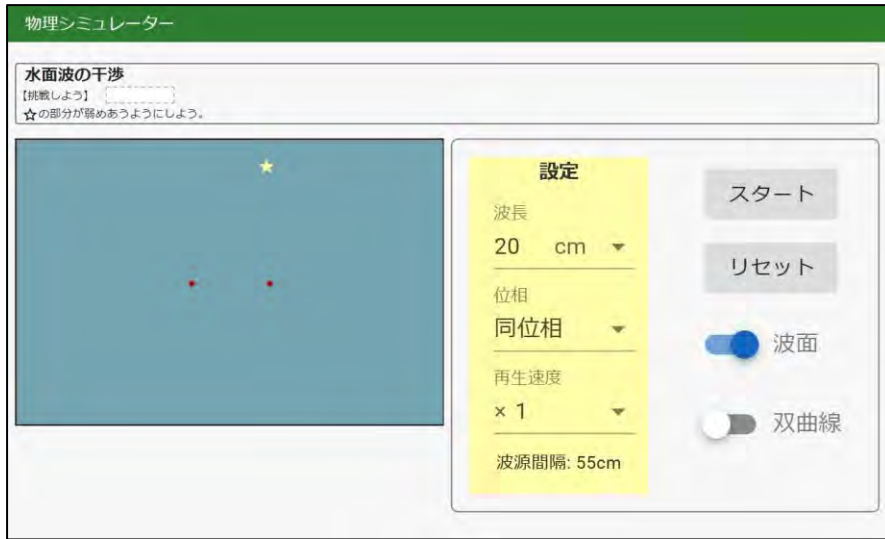 物理シミュレーター
水面波の干渉
【挑戦しよう】
☆の部分が弱めあうようにしよう。
設定
波長
20 cm
位相
同位相
再生速度
× 1
波源間隔: 55cm
スタート
リセット
波面
双曲線